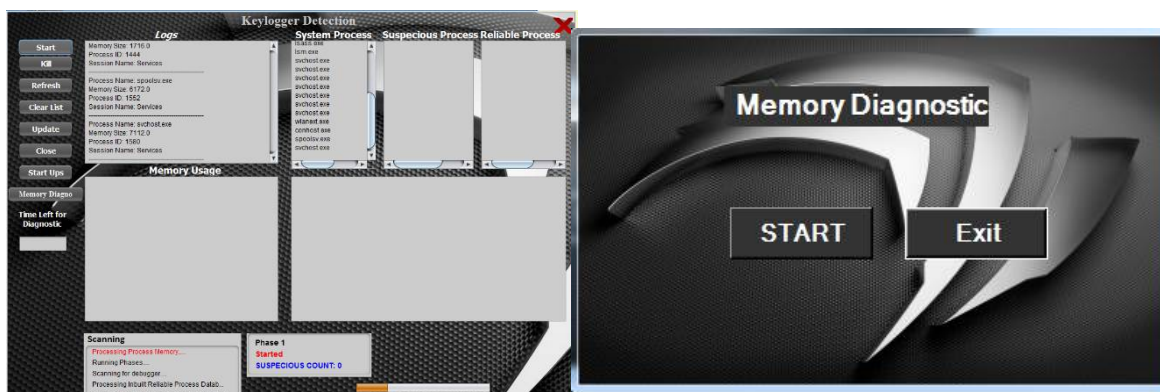 Keylogger Detection
Logs
System Process
Suspicious Process
Reliable Process
Start
Kill
Refresh
Clear List
Update
Close
Start Ups
Memory Diagno
Time Left for
Diagnostic
Memory Size: 1716.0
Process ID: 1444
Session Name: Services
Process Name: spoolsv.exe
Memory Size: 6172.0
Process ID: 1552
Session Name: Services
Process Name: svchost.exe
Memory Size: 7112.0
Process ID: 1580
Session Name: Services
lsass.exe
lsm.exe
svchost.exe
svchost.exe
svchost.exe
svchost.exe
svchost.exe
svchost.exe
svchost.exe
wlanext.exe
conhost.exe
spoolsv.exe
svchost.exe
Memory Usage
Scanning
Processing Process Memory...
Running Phases...
Scanning for debugger...
Processing Inbuilt Reliable Process Datab..
Phase 1
Started
SUSPECIOUS COUNT: 0
Memory Diagnostic
START
Exit